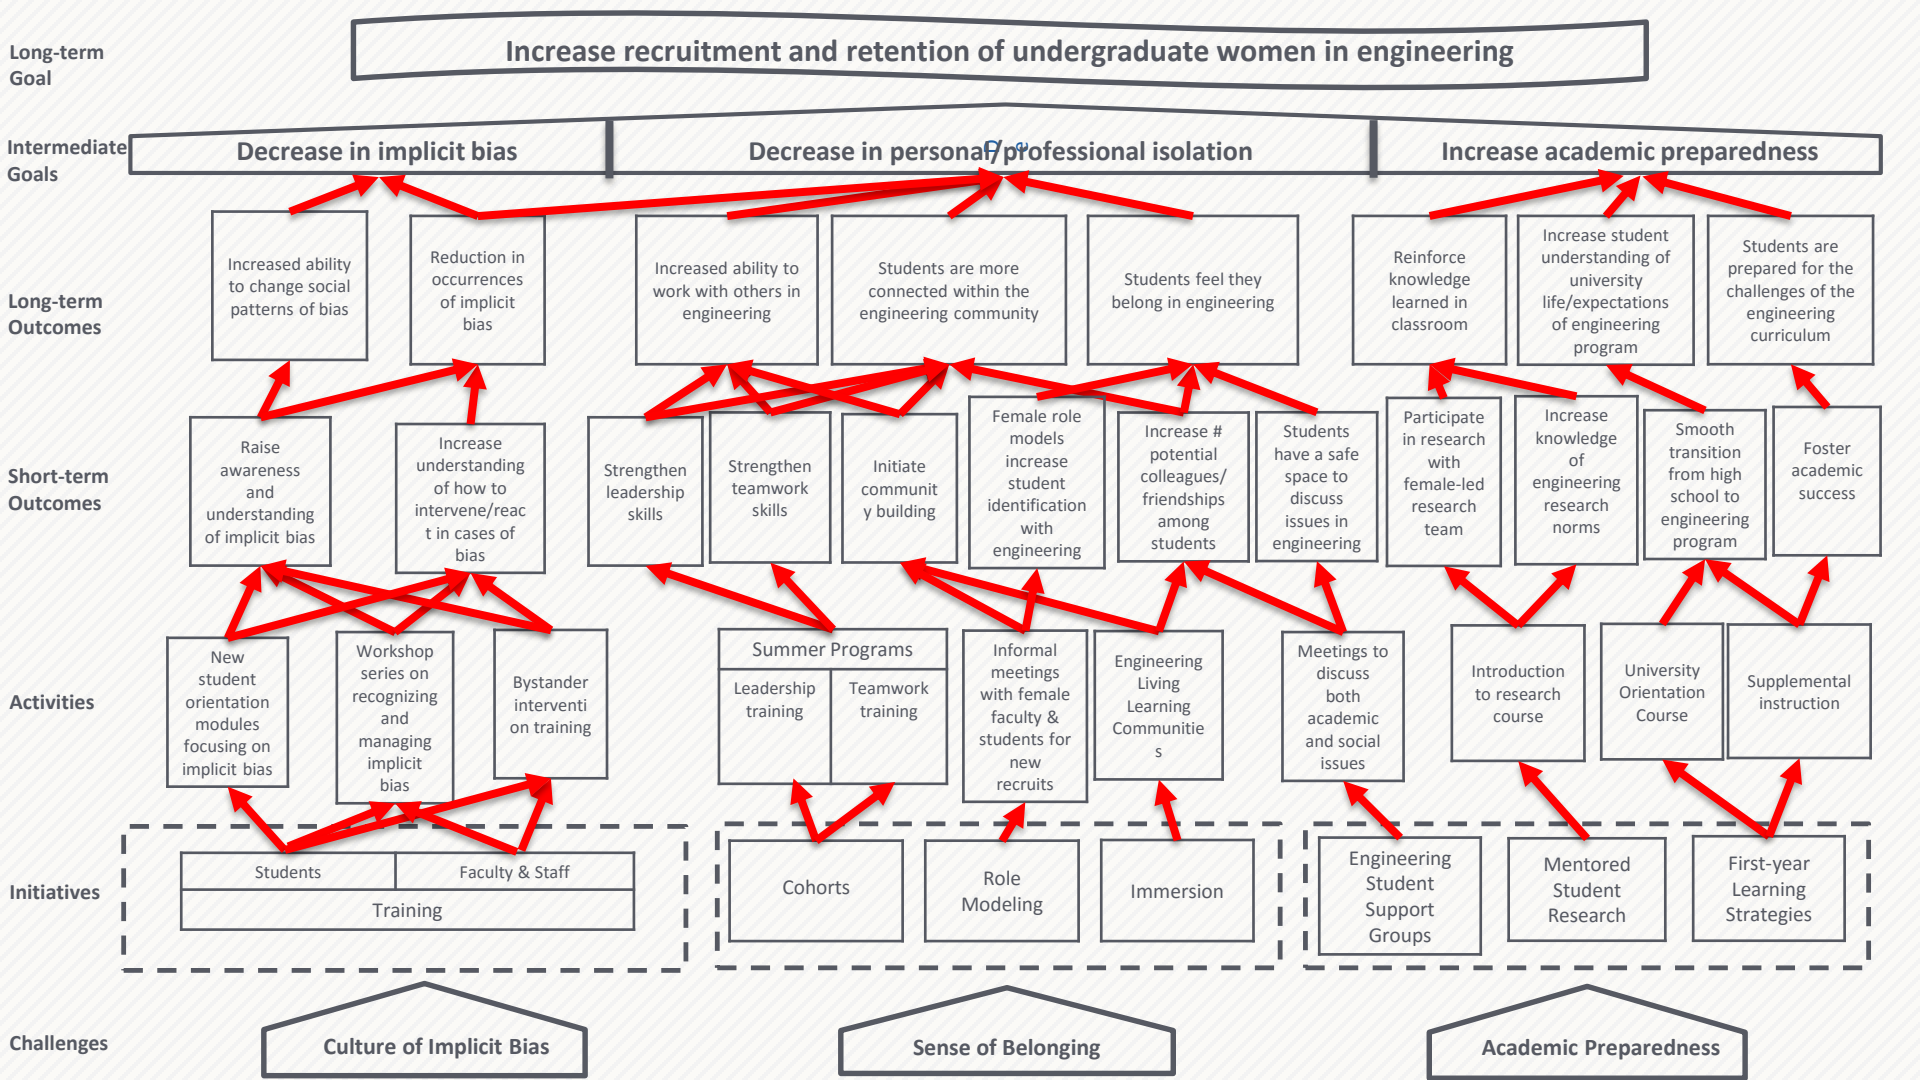 Long-term
Goal
Increase recruitment and retention of undergraduate women in engineering
Intermediate
Goals
Decrease in implicit bias
Decrease in personal/professional isolation
Increase academic preparedness
Long-term
Outcomes
Increased ability
to change social
patterns of bias
Reduction in
occurrences
of implicit
bias
Increased ability to
work with others in
engineering
Students are more
connected within the
engineering community
Students feel they
belong in engineering
Reinforce
knowledge
learned in
classroom
Increase student
understanding of
university
life/expectations
of engineering
program
Students are
prepared for the
challenges of the
engineering
curriculum
Short-term
Outcomes
Raise
awareness
and
understanding
of implicit bias
Increase
understanding
of how to
intervene/reac
t in cases of
bias
Strengthen
leadership
skills
Strengthen
teamwork
skills
Initiate
communit
y building
Female role
models
increase
student
identification
with
engineering
Increase #
potential
colleagues/
friendships
among
students
Students
have a safe
space to
discuss
issues in
engineering
Participate
in research
with
female-led
research
team
Increase
knowledge
of
engineering
research
norms
Smooth
transition
from high
school to
engineering
program
Foster
academic
success
Activities
New
student
orientation
modules
focusing on
implicit bias
Workshop
series on
recognizing
and
managing
implicit
bias
Bystander
interventi
on training
Summer Programs
Leadership
training
Teamwork
training
Informal
meetings
with female
faculty &
students for
new
recruits
Engineering
Living
Learning
Communitie
s
Meetings to
discuss
both
academic
and social
issues
Introduction
to research
course
University
Orientation
Course
Supplemental
instruction
Initiatives
Students
Faculty & Staff
Training
Cohorts
Role
Modeling
Immersion
Engineering
Student
Support
Groups
Mentored
Student
Research
First-year
Learning
Strategies
Challenges
Culture of Implicit Bias
Sense of Belonging
Academic Preparedness